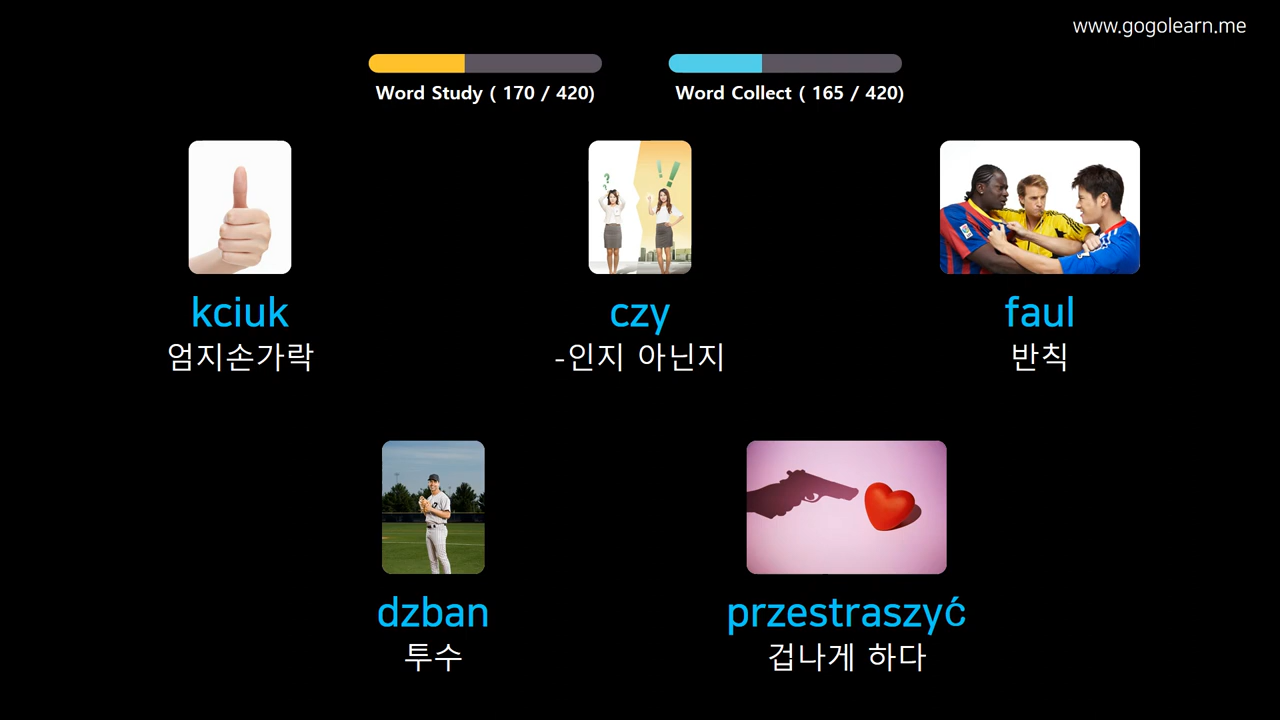 www.gogolearn.me
Word Study ( 170 / 420)
Word Collect ( 165 / 420)
kciuk
엄지손가락
czy
-인지 아닌지
faul
반칙
dzban
투수
przestraszyć
겁나게 하다